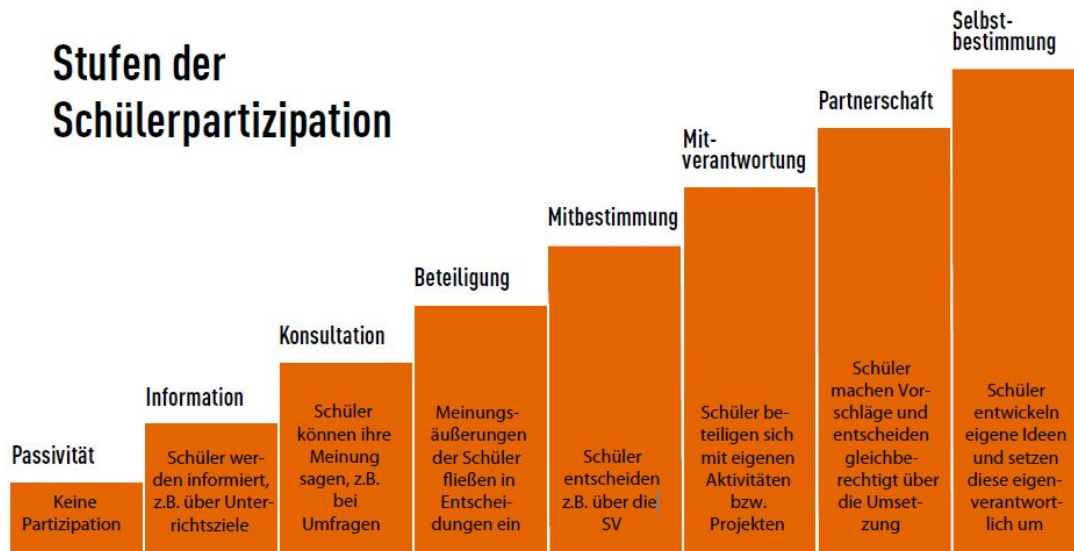 Stufen der
Schülerpartizipation
Passivität
Keine
Partizipation
Information
Schüler wer-
den informiert,
z.B. über Unter-
richtsziele
Konsultation
Schüler
können ihre
Meinung
sagen, z.B.
bei
Umfragen
Beteiligung
Meinungs-
äußerungen
der Schüler
fließen in
Entschei-
dungen ein
Mitbestimmung
Schüler
entscheiden
z.B. über die
SV
Mit-
verantwortung
Schüler be-
teiligen sich
mit eigenen
Aktivitäten
bzw.
Projekten
Partnerschaft
Schüler
machen Vor-
schläge und
entscheiden
gleichbe-
rechtigt über
die Umset-
zung
Selbst-
bestimmung
Schüler
entwickeln
eigene Ideen
und setzen
diese eigen-
verantwort-
lich um